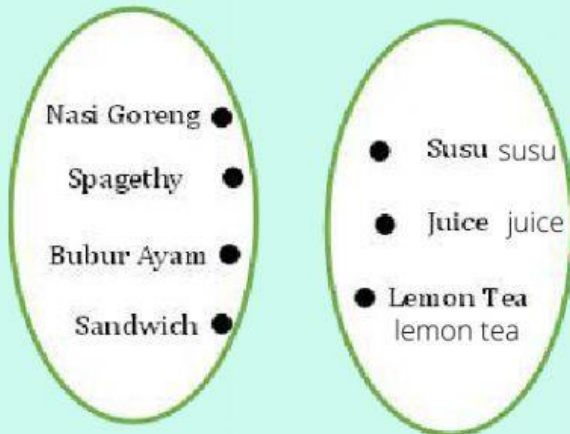 Nasi Goreng
Spagethy
Bubur Ayam
Sandwich
Susu susu
Juice juice
Lemon Tea
lemon tea